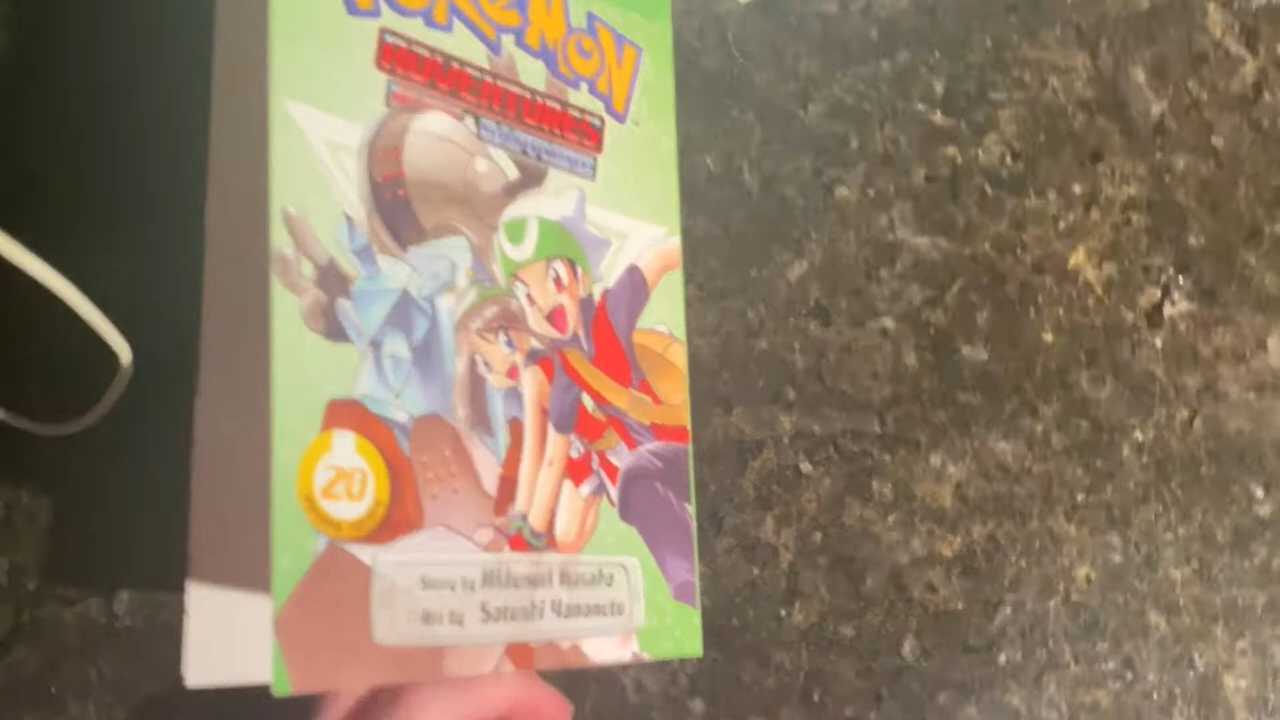 POKéMON
ADVENTURES
20
Story by Hidenori Kusaka
Art by Satoshi Yamamoto